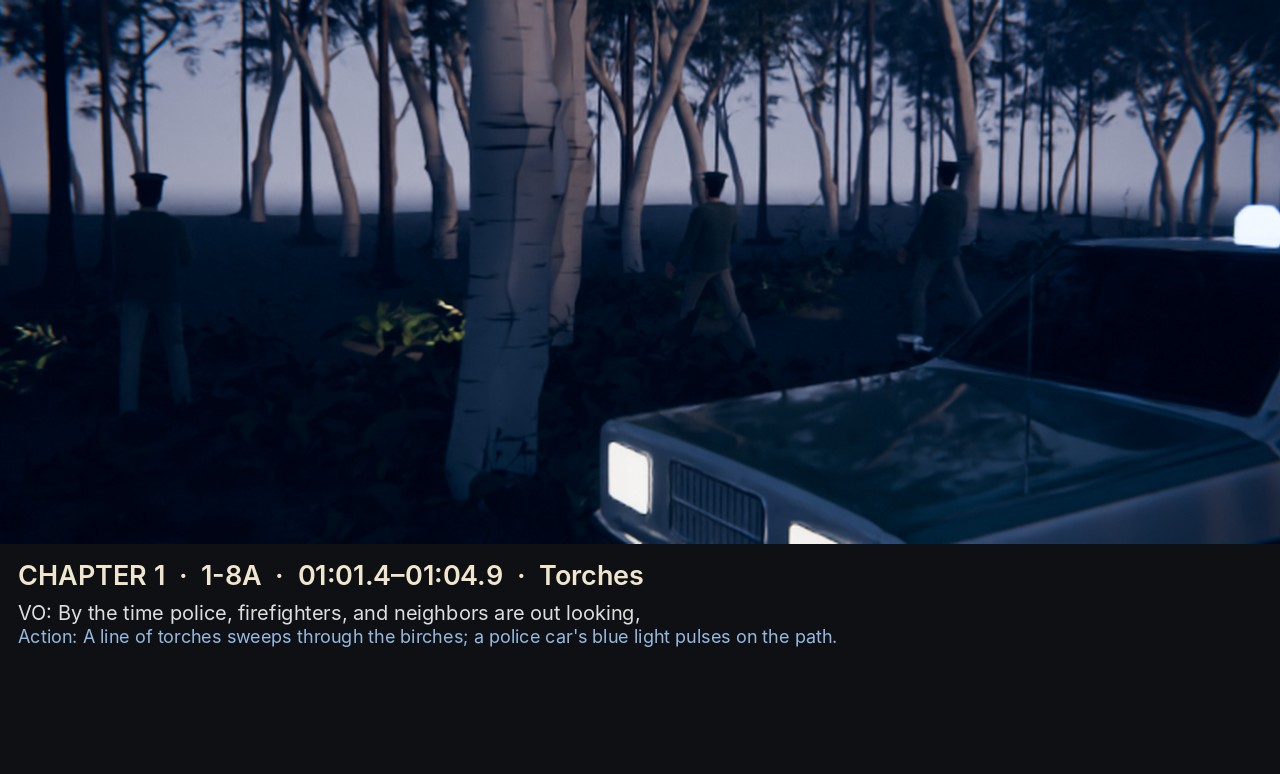 CHAPTER 1 · 1-8A · 01:01.4–01:04.9 · Torches
VO: By the time police, firefighters, and neighbors are out looking,
Action: A line of torches sweeps through the birches; a police car's blue light pulses on the path.